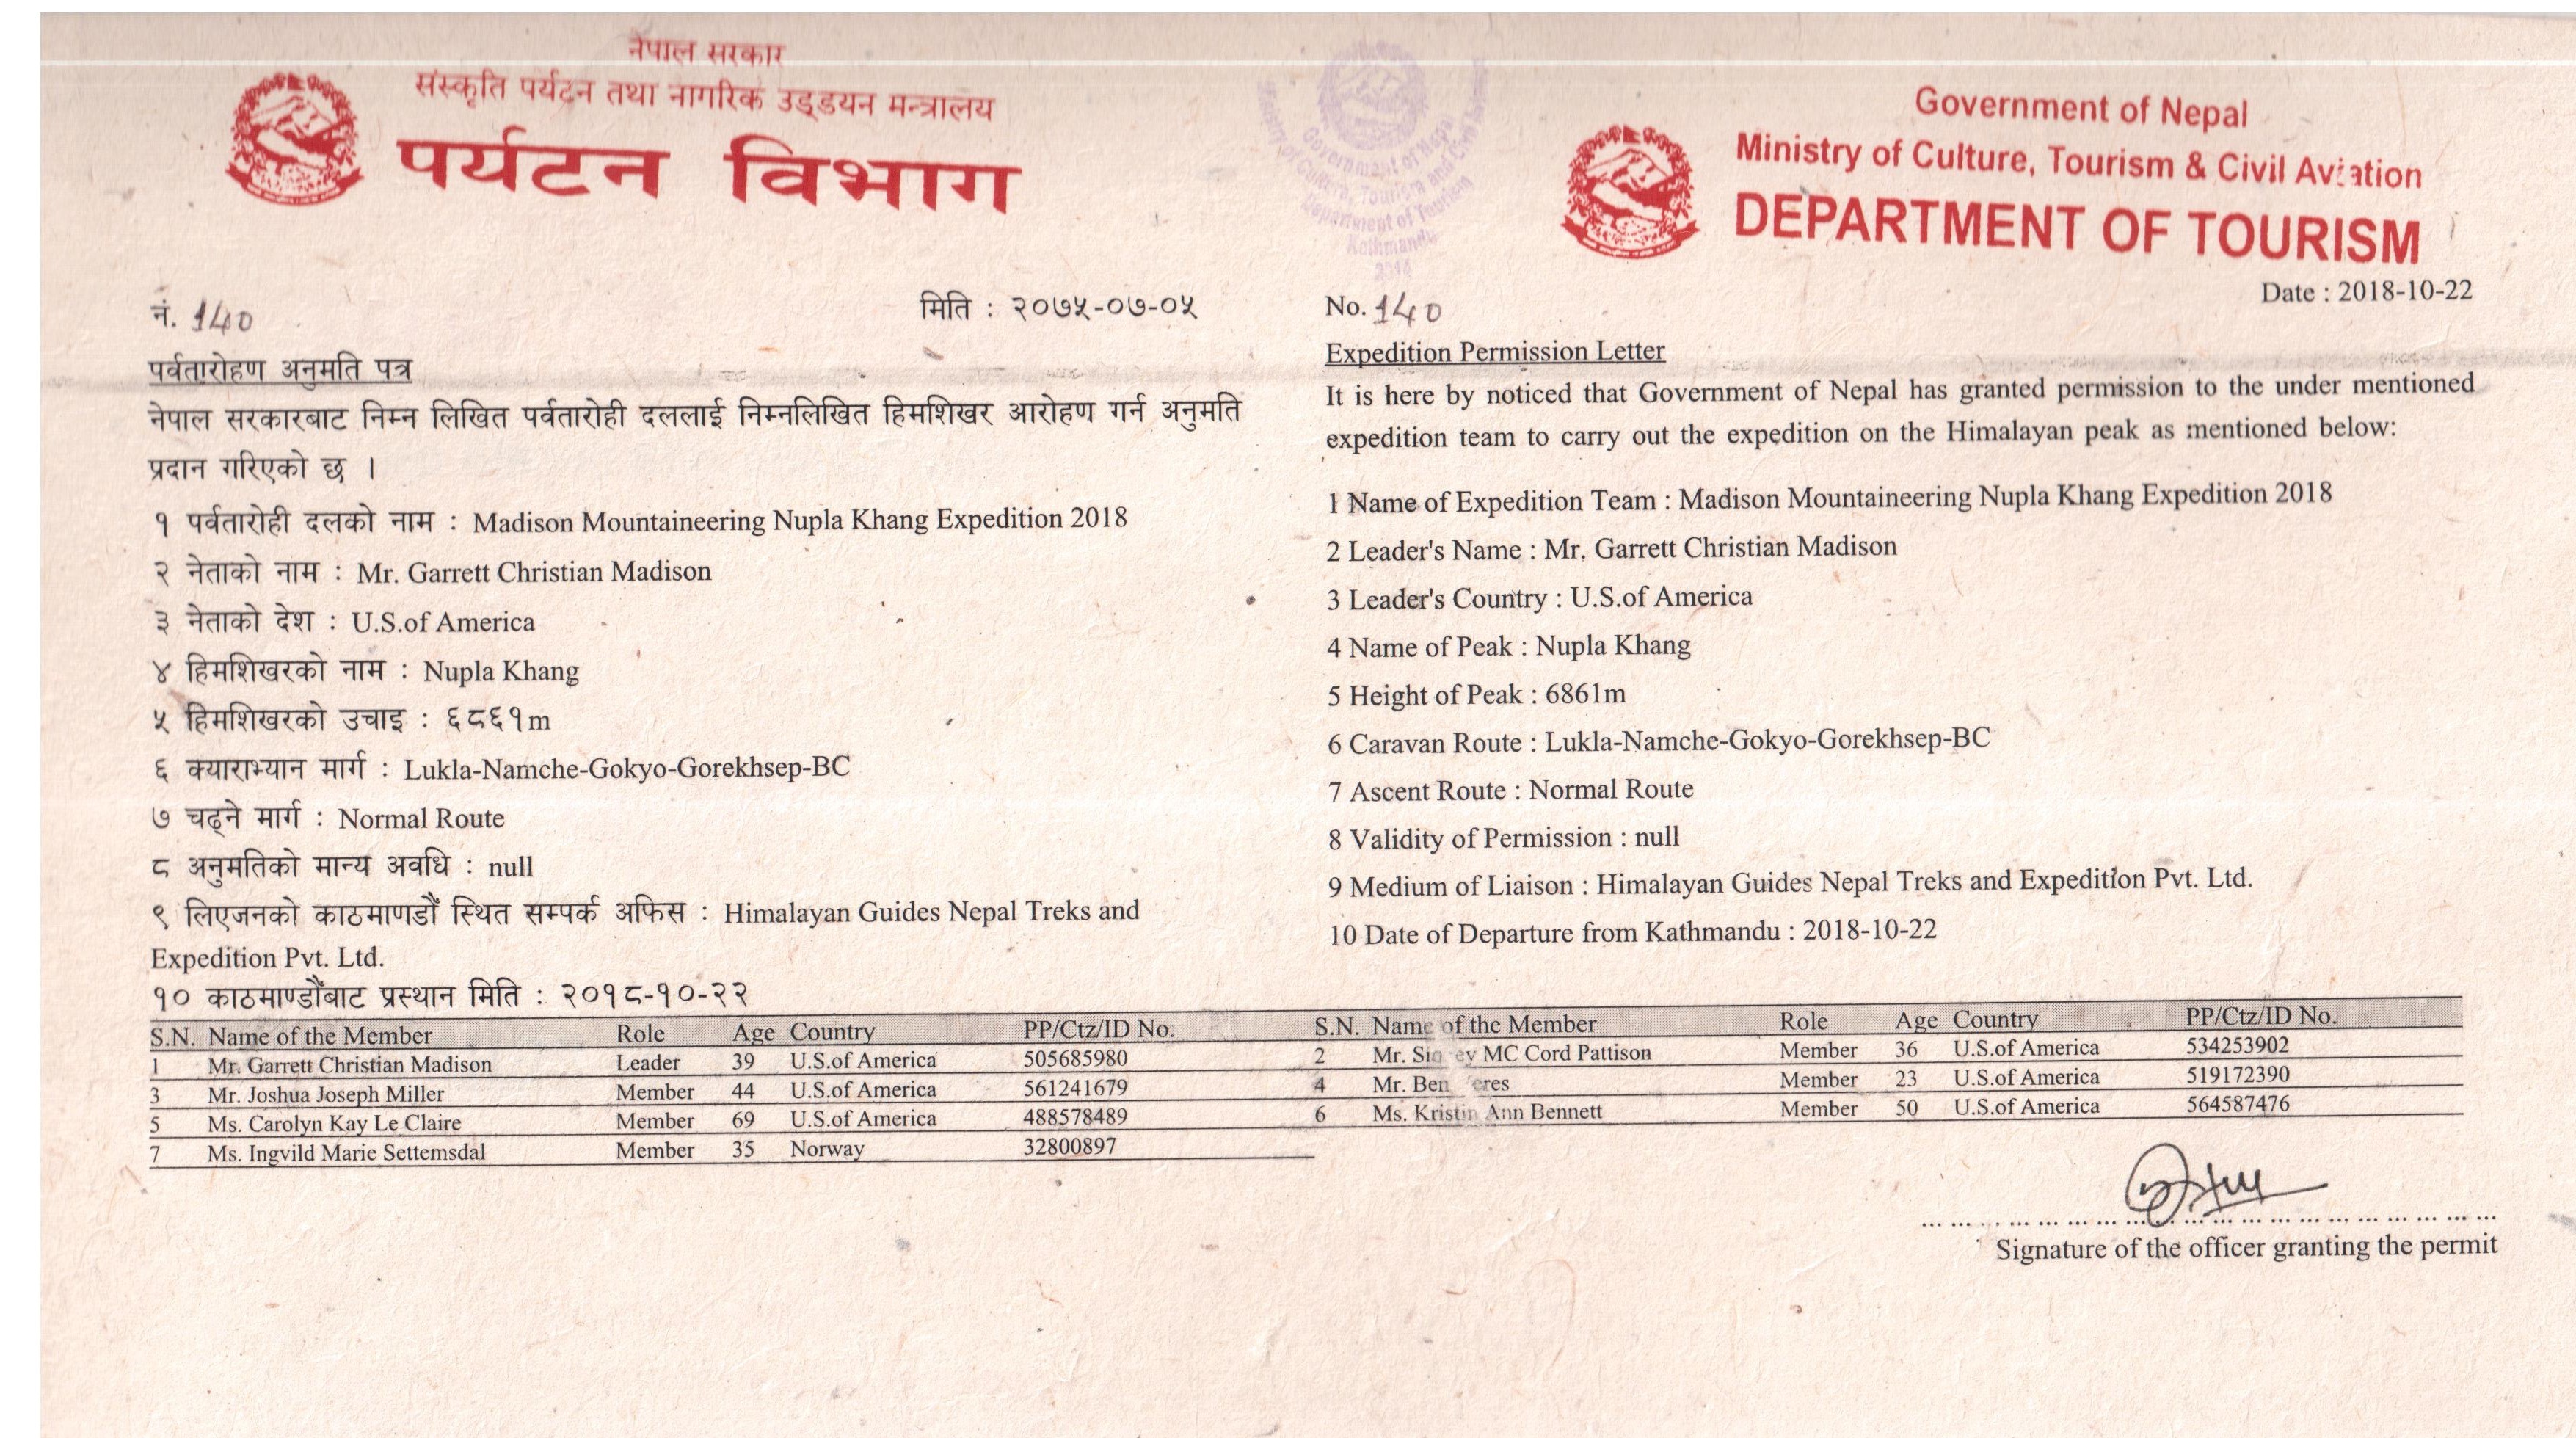 नेपाल सरकार
संस्कृति पर्यटन तथा नागरिक उड्डयन मन्त्रालय
पर्यटन विभाग
नं. 140
मिति : २०७५-०७-०५
पर्वतारोहण अनुमति पत्र
नेपाल सरकारबाट निम्न लिखित पर्वतारोही दललाई निम्नलिखित हिमशिखर आरोहण गर्न अनुमति
प्रदान गरिएको छ ।
१ पर्वतारोही दलको नाम : Madison Mountaineering Nupla Khang Expedition 2018
२ नेताको नाम : Mr. Garrett Christian Madison
३ नेताको देश : U.S.of America
४ हिमशिखरको नाम : Nupla Khang
५ हिमशिखरको उचाइ : ६८६१m
६ क्याराभ्यान मार्ग : Lukla-Namche-Gokyo-Gorekhsep-BC
७ चढ्ने मार्ग : Normal Route
८ अनुमतिको मान्य अवधि : null
९ लिएजनको काठमाणडौं स्थित सम्पर्क अफिस : Himalayan Guides Nepal Treks and
Expedition Pvt. Ltd.
१० काठमाण्डौंबाट प्रस्थान मिति : २०१८-१०-२२
Government of Nepal
Ministry of Culture, Tourism and Civil
Department of Tourism
Kathmandu
Government of Nepal
Ministry of Culture, Tourism & Civil Aviation
DEPARTMENT OF TOURISM
Date : 2018-10-22
No. 140
Expedition Permission Letter
It is here by noticed that Government of Nepal has granted permission to the under mentioned
expedition team to carry out the expedition on the Himalayan peak as mentioned below:
1 Name of Expedition Team : Madison Mountaineering Nupla Khang Expedition 2018
2 Leader's Name : Mr. Garrett Christian Madison
3 Leader's Country : U.S.of America
4 Name of Peak : Nupla Khang
5 Height of Peak : 6861m
6 Caravan Route : Lukla-Namche-Gokyo-Gorekhsep-BC
7 Ascent Route : Normal Route
8 Validity of Permission : null
9 Medium of Liaison : Himalayan Guides Nepal Treks and Expedition Pvt. Ltd.
10 Date of Departure from Kathmandu : 2018-10-22
S.N. Name of the Member Role Age Country PP/Ctz/ID No. S.N. Name of the Member Role Age Country PP/Ctz/ID No.
1 Mr. Garrett Christian Madison Leader 39 U.S.of America 505685980 2 Mr. MC Cord Pattison Member 36 U.S.of America 534253902
3 Mr. Joshua Joseph Miller Member 44 U.S.of America 561241679 4 Mr. Ben Member 23 U.S.of America 519172390
5 Ms. Carolyn Kay Le Claire Member 69 U.S.of America 488578489 6 Ms. Kristin Ann Bennett Member 50 U.S.of America 564587476
7 Ms. Ingvild Marie Settemsdal Member 35 Norway 32800897
Signature of the officer granting the permit